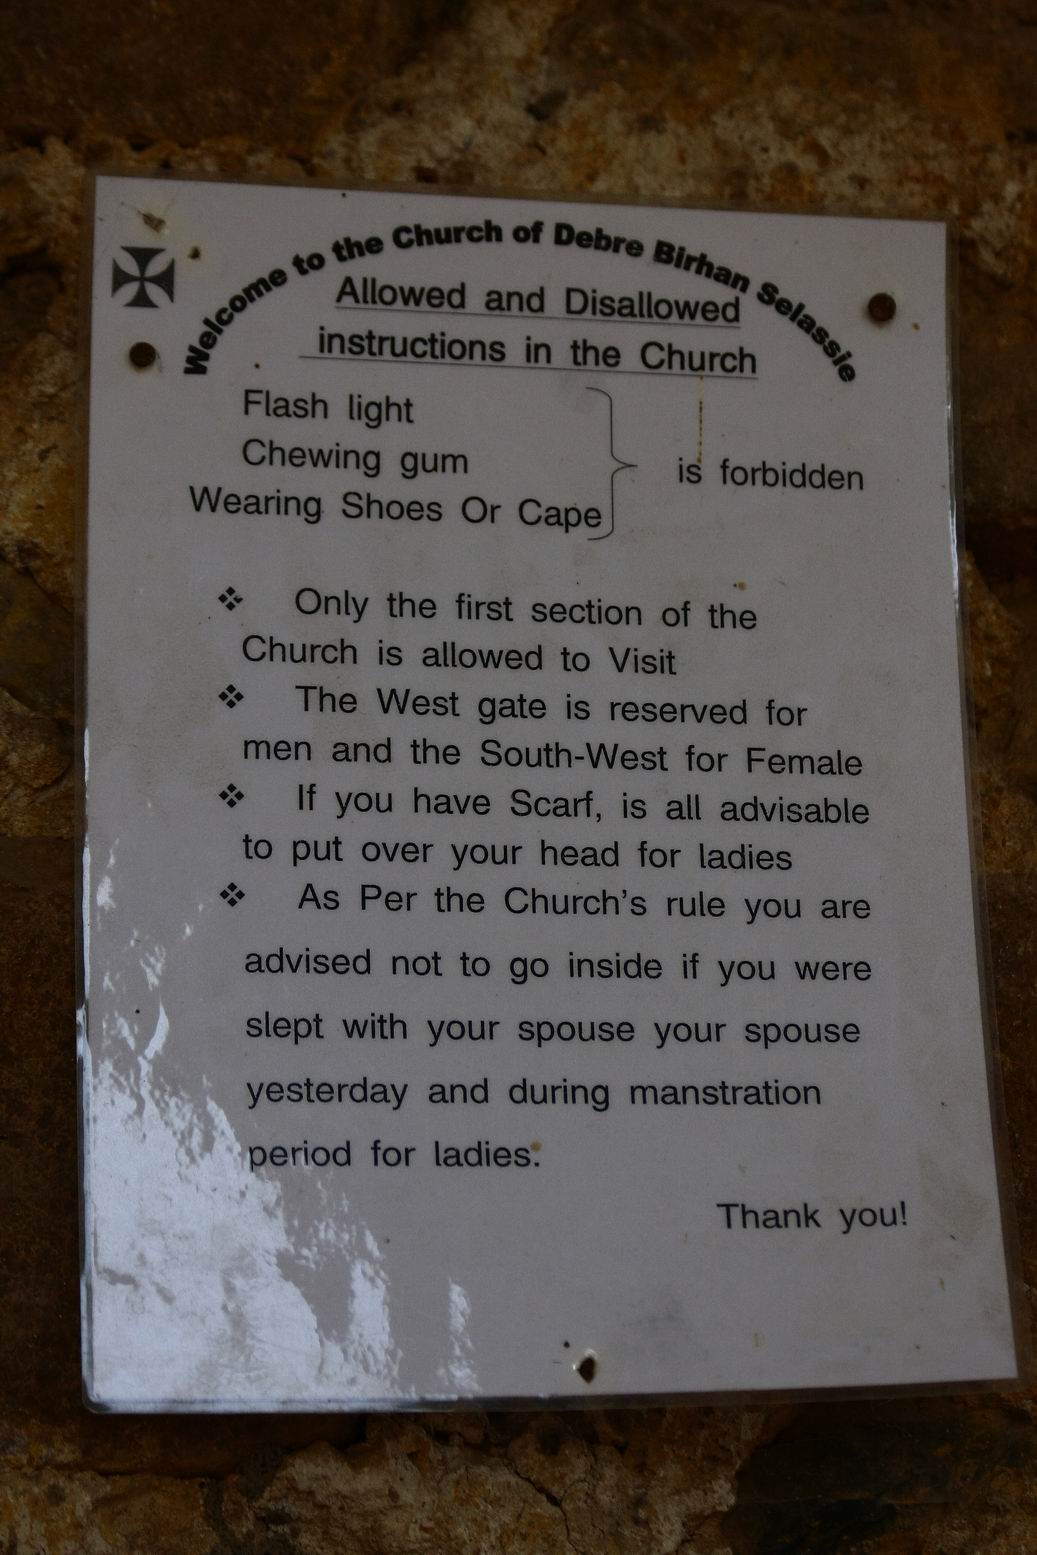 Welcome to the Church of Debre Birhan Selassie
Allowed and Disallowed
instructions in the Church
Flash light
Chewing gum
Wearing Shoes Or Cape
is forbidden
❖ Only the first section of the
Church is allowed to Visit
❖ The West gate is reserved for
men and the South-West for Female
❖ If you have Scarf, is all advisable
to put over your head for ladies
❖ As Per the Church's rule you are
advised not to go inside if you were
slept with your spouse your spouse
yesterday and during manstration
period for ladies.
Thank you!